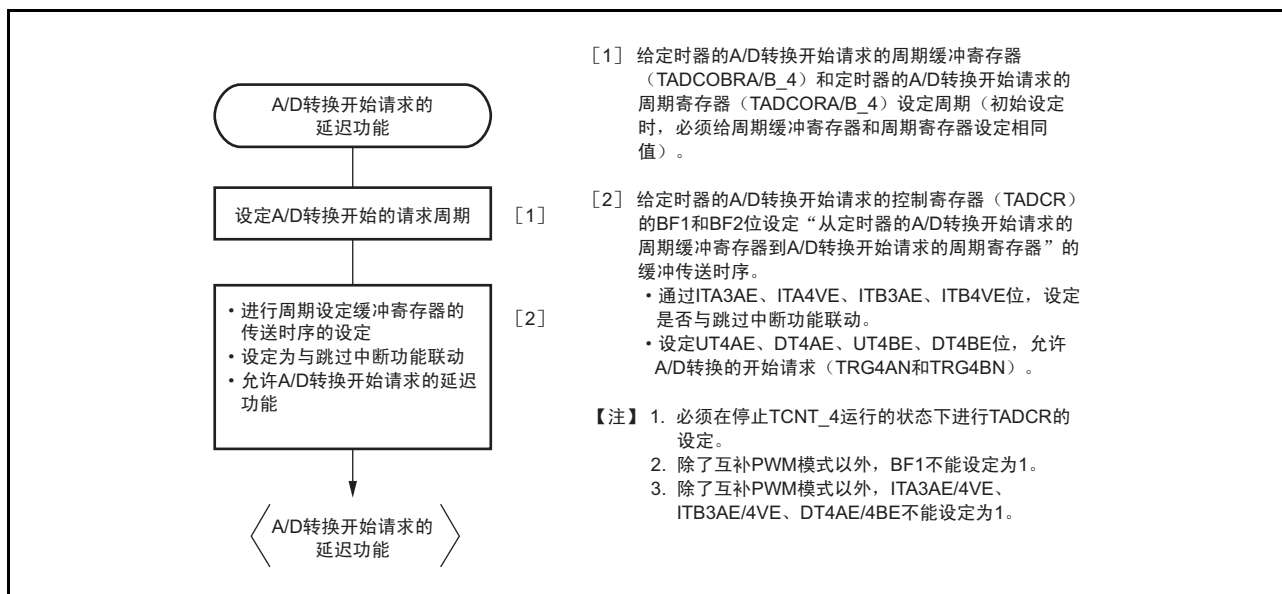 A/D转换开始请求的
延迟功能
设定A/D转换开始的请求周期
［1］
・进行周期设定缓冲寄存器的
传送时序的设定
・设定为与跳过中断功能联动
・允许A/D转换开始请求的延迟
功能
［2］
A/D转换开始请求的
延迟功能
［1］ 给定时器的A/D转换开始请求的周期缓冲寄存器
（TADCOBRA/B_4）和定时器的A/D转换开始请求的
周期寄存器（TADCORA/B_4）设定周期（初始设定
时，必须给周期缓冲寄存器和周期寄存器设定相同
值）。
［2］ 给定时器的A/D转换开始请求的控制寄存器（TADCR）
的BF1和BF2位设定“从定时器的A/D转换开始请求的
周期缓冲寄存器到A/D转换开始请求的周期寄存器”的
缓冲传送时序。
・通过ITA3AE、ITA4VE、ITB3AE、ITB4VE位，设定
是否与跳过中断功能联动。
・设定UT4AE、DT4AE、UT4BE、DT4BE位，允许
A/D转换的开始请求（TRG4AN和TRG4BN）。
【注】 1. 必须在停止TCNT_4运行的状态下进行TADCR的
设定。
2. 除了互补PWM模式以外，BF1不能设定为1。
3. 除了互补PWM模式以外，ITA3AE/4VE、
ITB3AE/4VE、DT4AE/4BE不能设定为1。